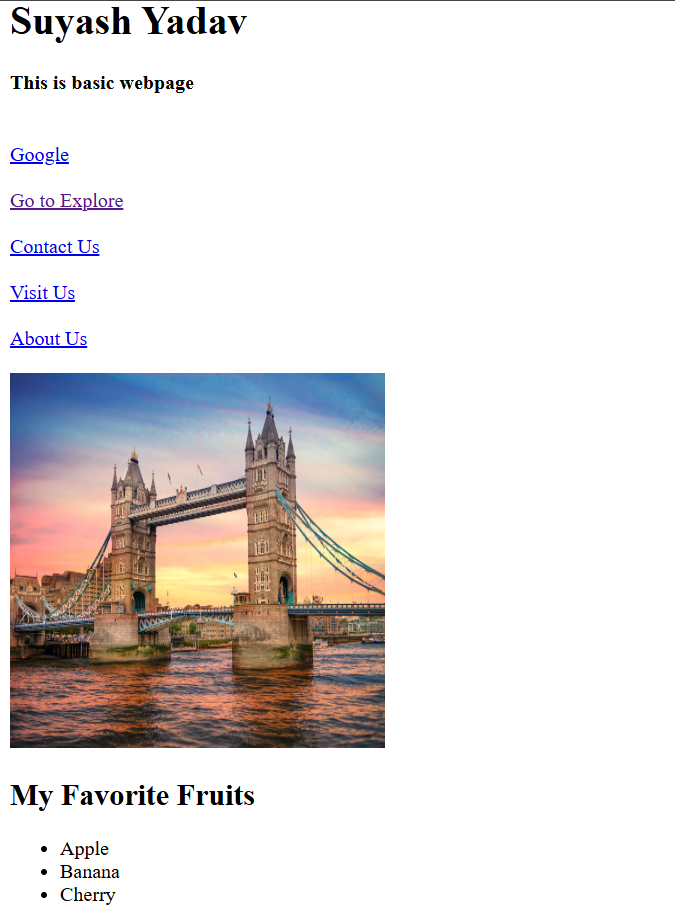 Suyash Yadav
This is basic webpage
Google
Go to Explore
Contact Us
Visit Us
About Us
My Favorite Fruits
Apple
Banana
Cherry